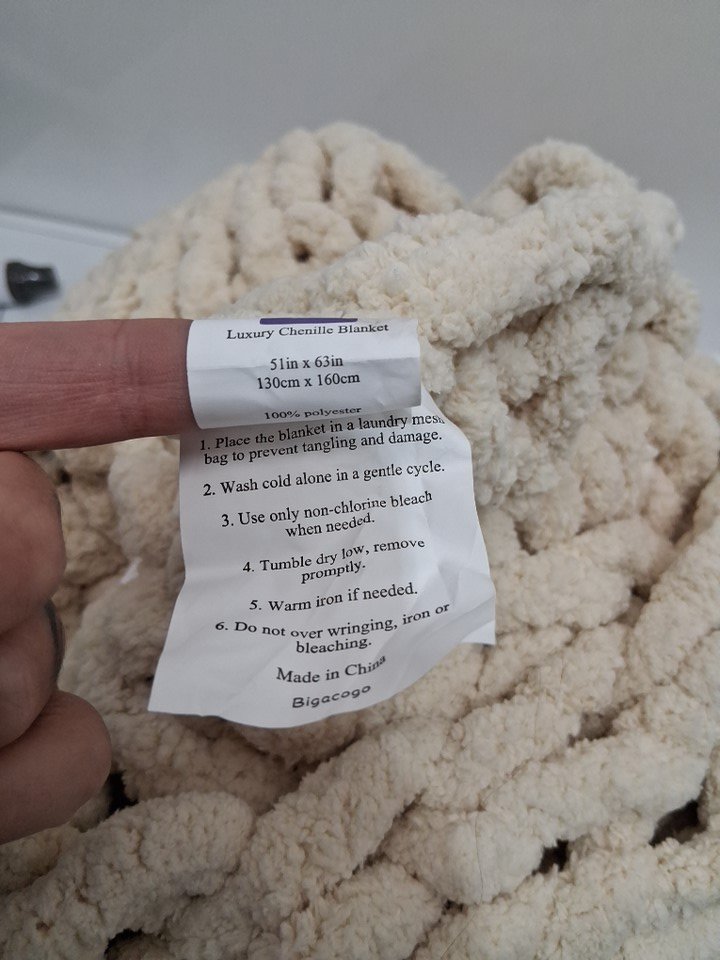 Luxury Chenille Blanket
51in x 63in
130cm x 160cm
100% polyester
1. Place the blanket in a laundry mesh
bag to prevent tangling and damage.
2. Wash cold alone in a gentle cycle.
3. Use only non-chlorine bleach
when needed.
4. Tumble dry low, remove
promptly.
5. Warm iron if needed.
6. Do not over wringing, iron or
bleaching.
Made in China
Bigacogo